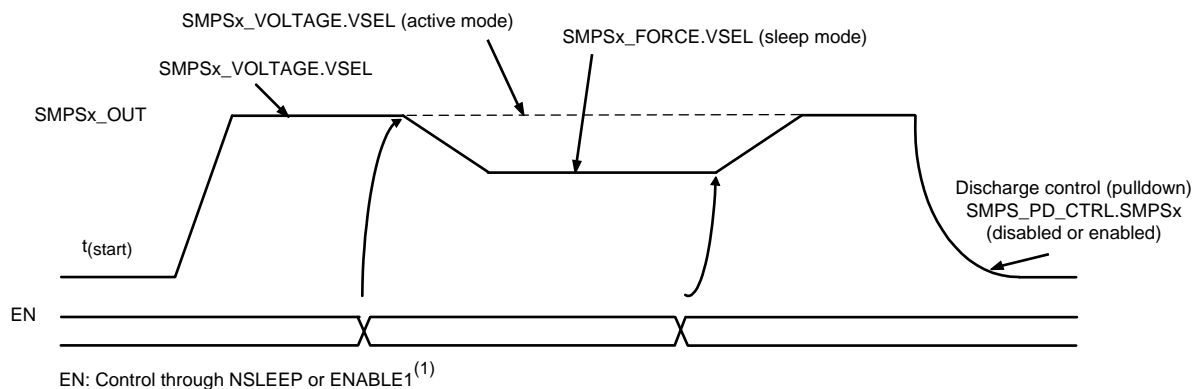 SMPSx_VOLTAGE.VSEL (active mode)
SMPSx_FORCE.VSEL (sleep mode)
SMPSx_VOLTAGE.VSEL
SMPSx_OUT
Discharge control (pulldown)
SMPS_PD_CTRL.SMPSx
(disabled or enabled)
t(start)
EN
EN: Control through NSLEEP or ENABLE1(1)